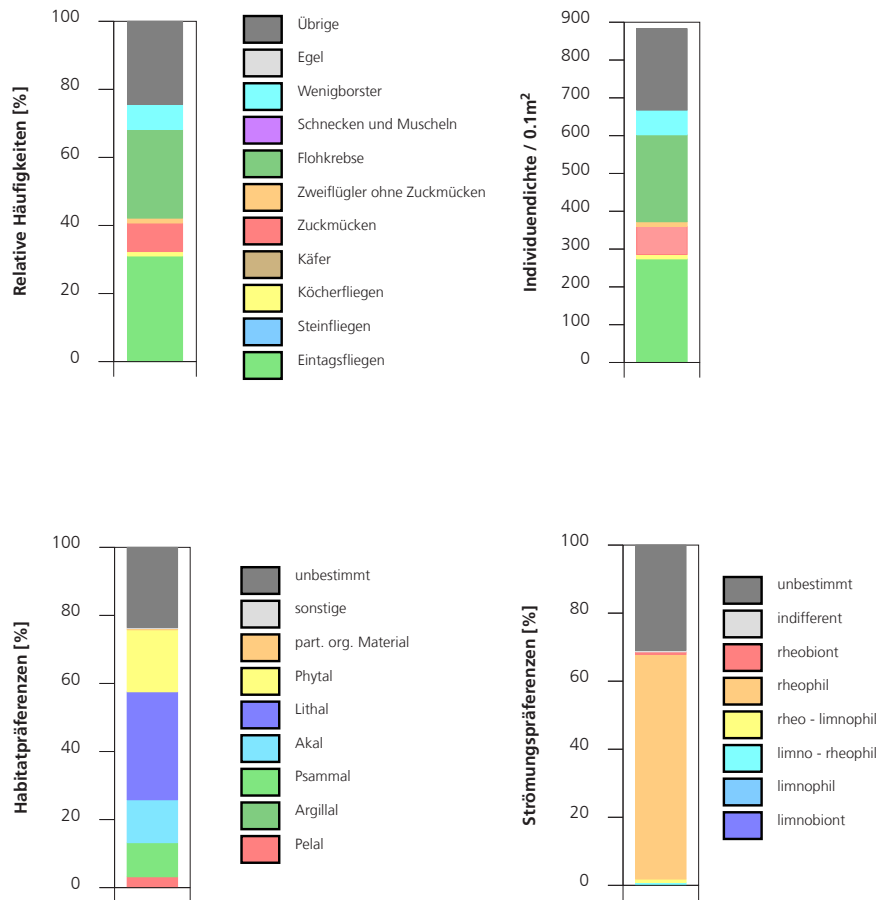 Relative Häufigkeiten [%]
100
80
60
40
20
0
Übrige
Egel
Wenigborster
Schnecken und Muscheln
Flohkrebse
Zweiflügler ohne Zuckmücken
Zuckmücken
Käfer
Köcherfliegen
Steinfliegen
Eintagsfliegen
Individuendichte / 0.1m²
900
800
700
600
500
400
300
200
100
0
Habitatpräferenzen [%]
100
80
60
40
20
0
unbestimmt
sonstige
part. org. Material
Phytal
Lithal
Akal
Psammal
Argillal
Pelal
Strömungspräferenzen [%]
100
80
60
40
20
0
unbestimmt
indifferent
rheobiont
rheophil
rheo - limnophil
limno - rheophil
limnophil
limnobiont